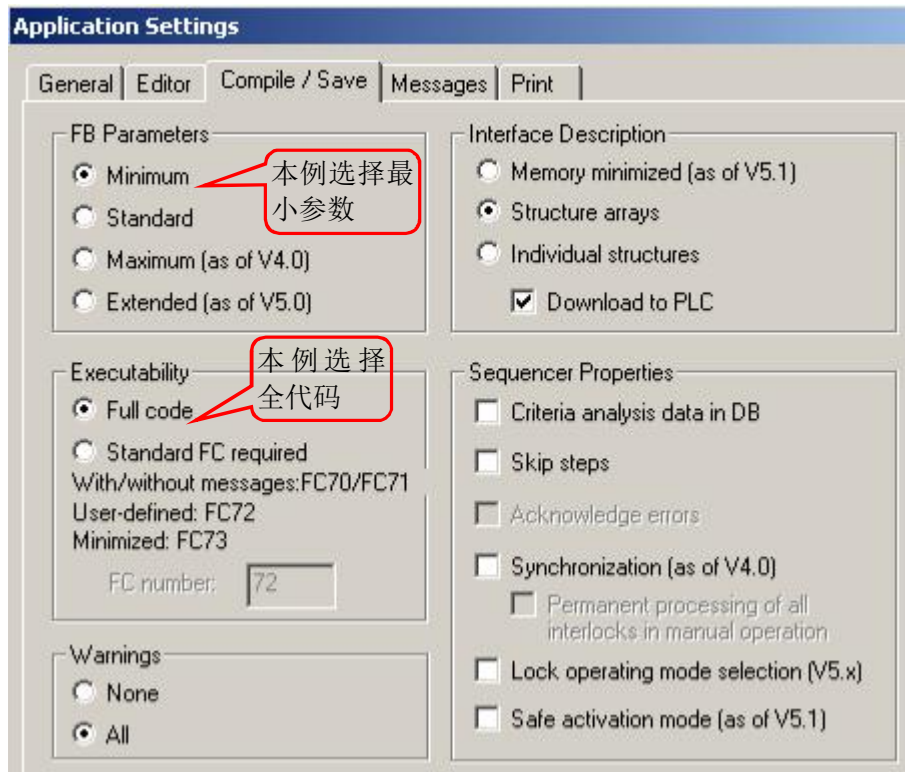 Application Settings
General
Editor
Compile / Save
Messages
Print
FB Parameters
Minimum
Standard
Maximum (as of V4.0)
Extended (as of V5.0)
本例选择最
小参数
Executability
Full code
Standard FC required
With/without messages:FC70/FC71
User-defined: FC72
Minimized: FC73
FC number:
72
本例选择
全代码
Warnings
None
All
Interface Description
Memory minimized (as of V5.1)
Structure arrays
Individual structures
Download to PLC
Sequencer Properties
Criteria analysis data in DB
Skip steps
Acknowledge errors
Synchronization (as of V4.0)
Permanent processing of all
interlocks in manual operation
Lock operating mode selection (V5.x)
Safe activation mode (as of V5.1)